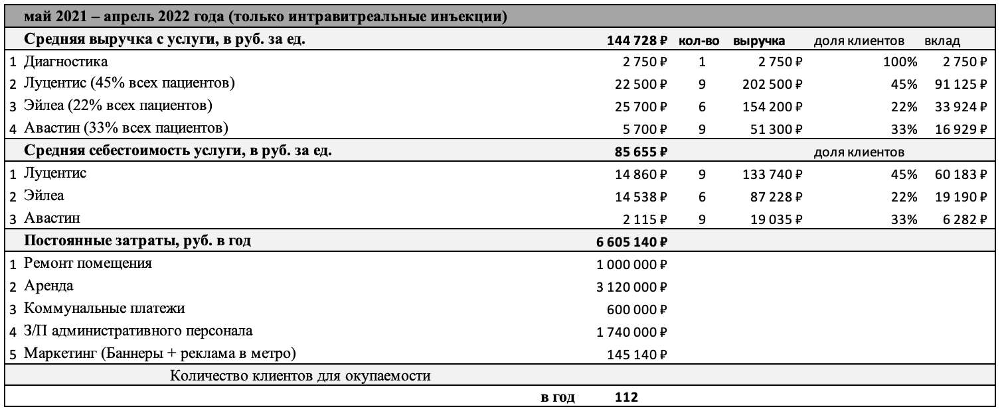 май 2021 – апрель 2022 года (только интравитреальные инъекции)
Средняя выручка с услуги, в руб. за ед. 144 728 ₽ кол-во выручка доля клиентов вклад
1 Диагностика 2 750 ₽ 1 2 750 ₽ 100% 2 750 ₽
2 Луцентис (45% всех пациентов) 22 500 ₽ 9 202 500 ₽ 45% 91 125 ₽
3 Эйлеа (22% всех пациентов) 25 700 ₽ 6 154 200 ₽ 22% 33 924 ₽
4 Авастин (33% всех пациентов) 5 700 ₽ 9 51 300 ₽ 33% 16 929 ₽
Средняя себестоимость услуги, в руб. за ед. 85 655 ₽ доля клиентов
1 Луцентис 14 860 ₽ 9 133 740 ₽ 45% 60 183 ₽
2 Эйлеа 14 538 ₽ 6 87 228 ₽ 22% 19 190 ₽
3 Авастин 2 115 ₽ 9 19 035 ₽ 33% 6 282 ₽
Постоянные затраты, руб. в год 6 605 140 ₽
1 Ремонт помещения 1 000 000 ₽
2 Аренда 3 120 000 ₽
3 Коммунальные платежи 600 000 ₽
4 З/П административного персонала 1 740 000 ₽
5 Маркетинг (Баннеры + реклама в метро) 145 140 ₽
Количество клиентов для окупаемости
в год 112